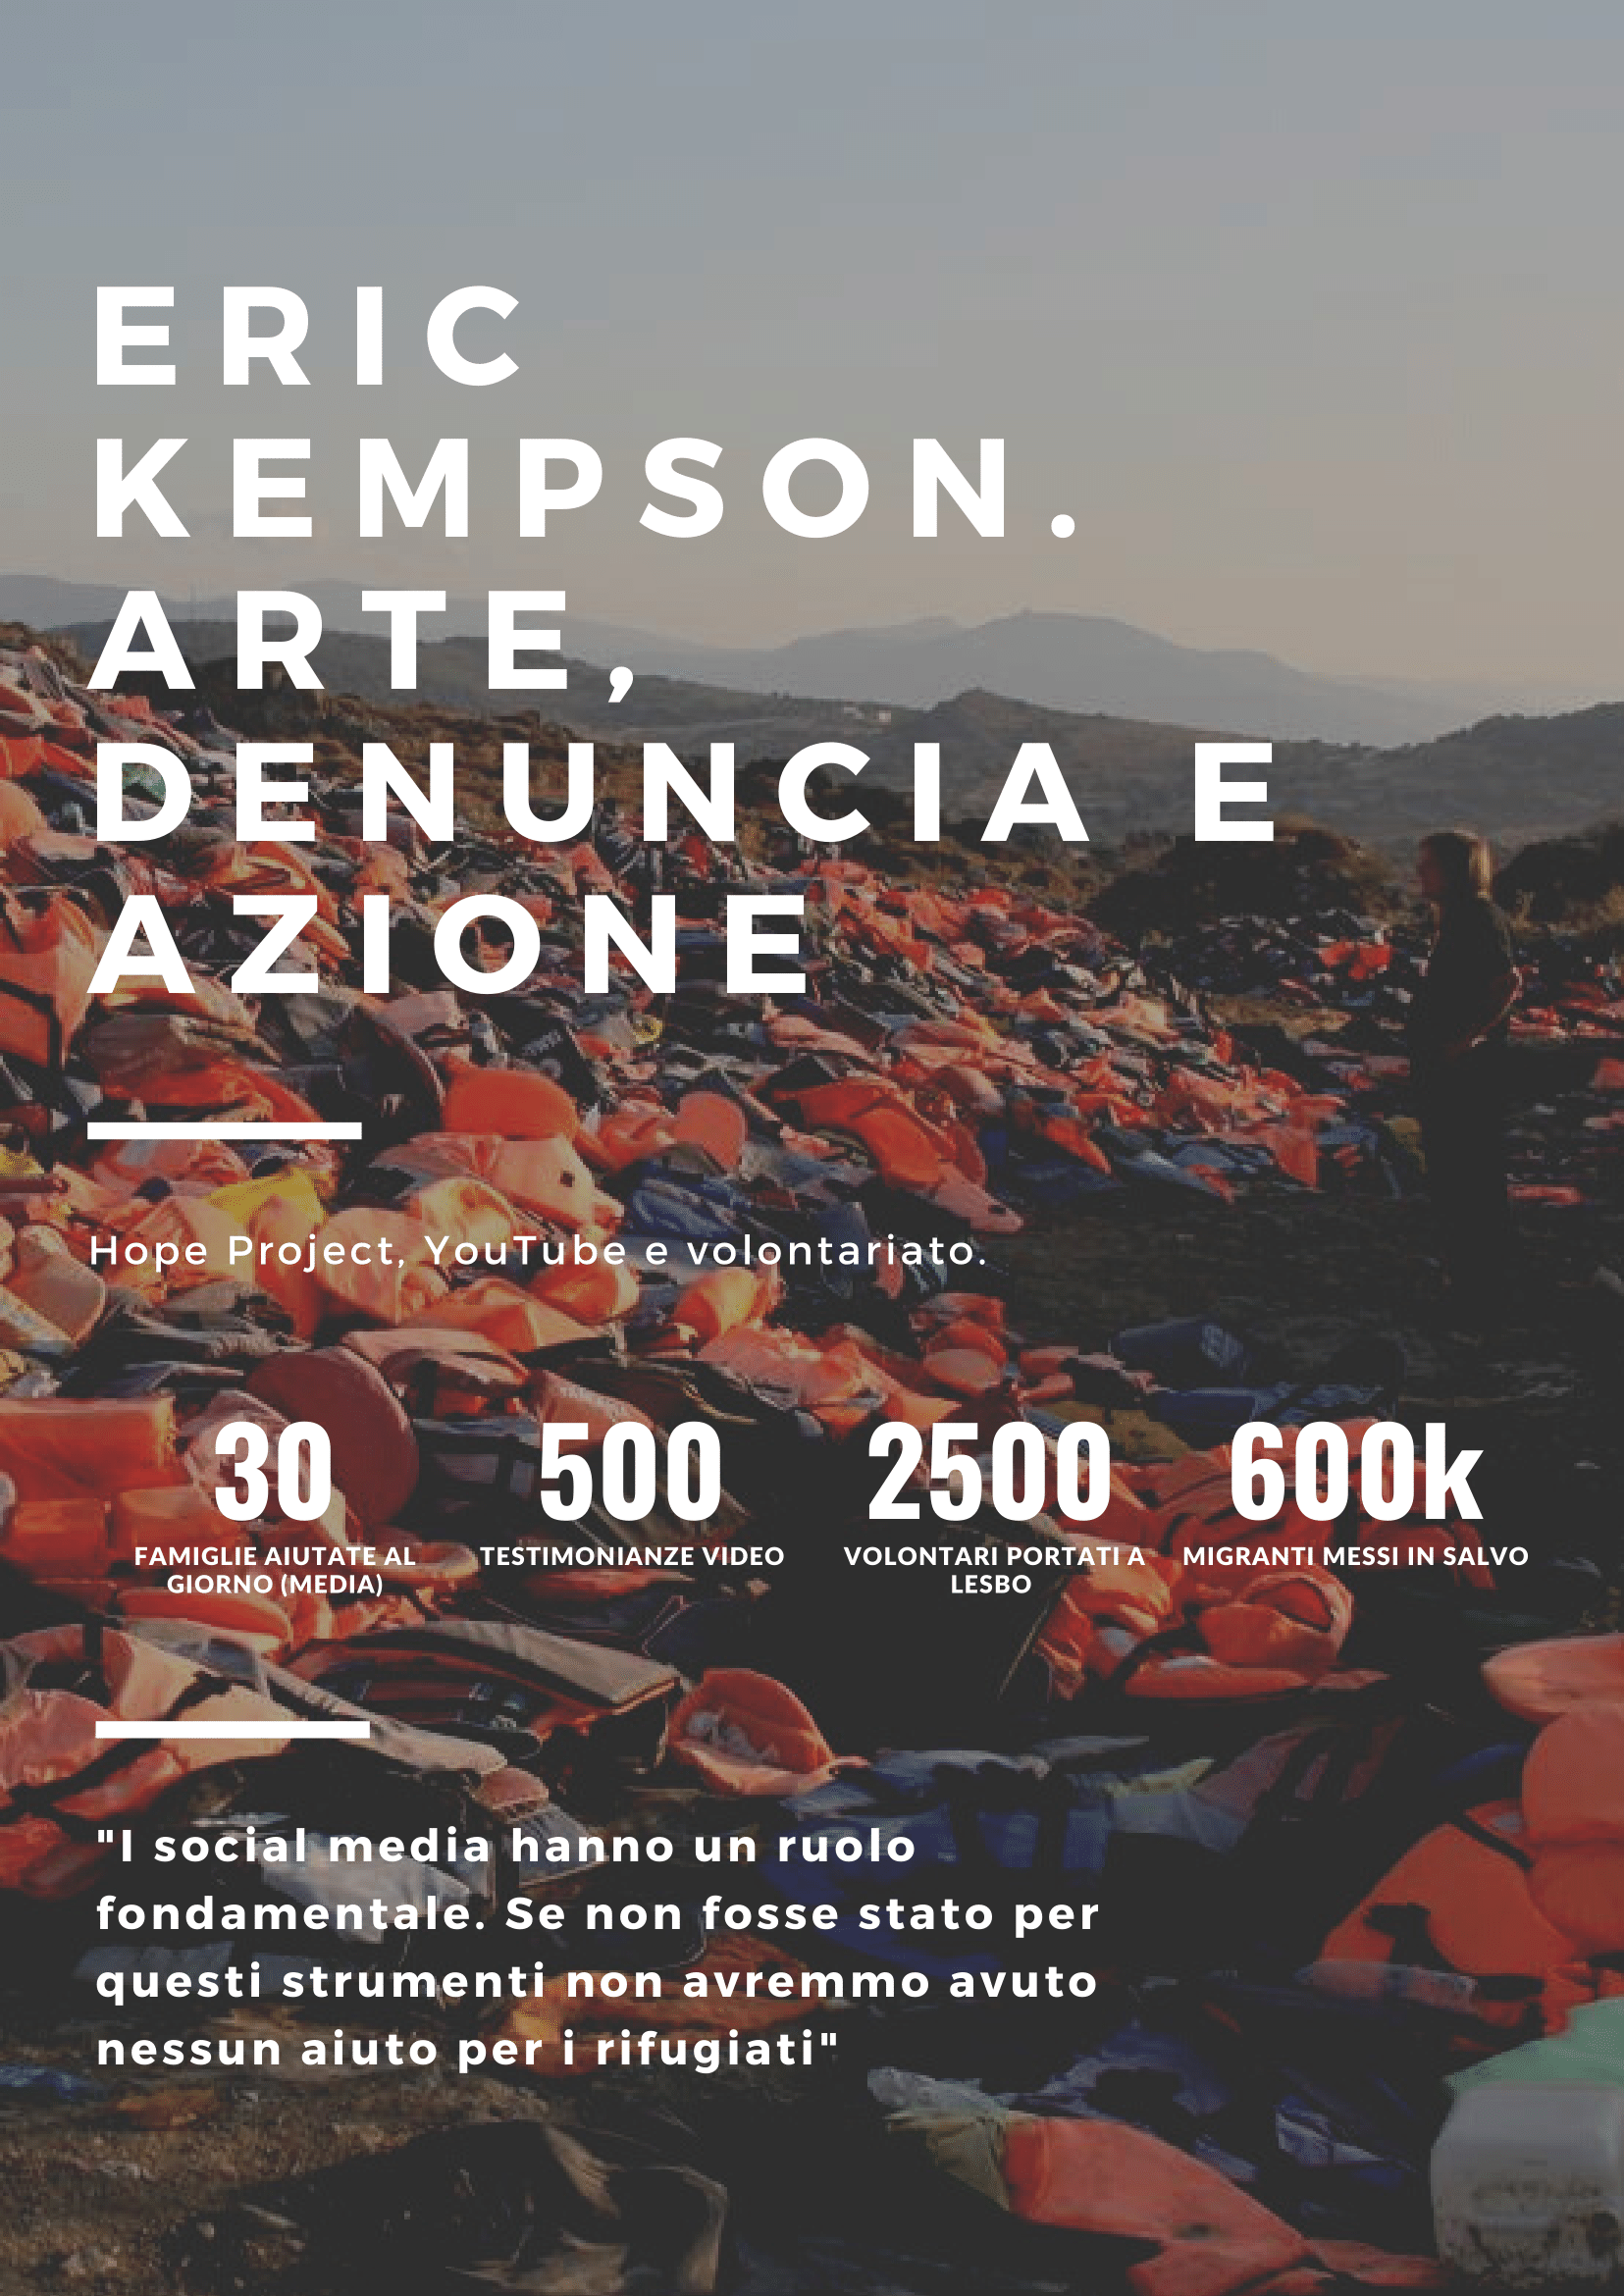 ERIC
KEMPSON.
ARTE,
DENUNCIA E
AZIONE
Hope Project, YouTube e volontariato.
30
FAMIGLIE AIUTATE AL
GIORNO (MEDIA)
500
TESTIMONIANZE VIDEO
2500
VOLONTARI PORTATI A
LESBO
600k
MIGRANTI MESSI IN SALVO
"I social media hanno un ruolo
fondamentale. Se non fosse stato per
questi strumenti non avremmo avuto
nessun aiuto per i rifugiati"